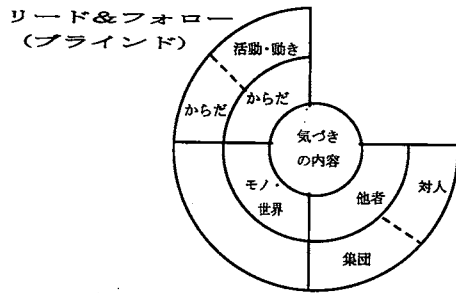 リード&フォロー
(ブラインド)
活動・動き
からだ
からだ
気づき
の内容
モノ・
世界
他者
対人
集団